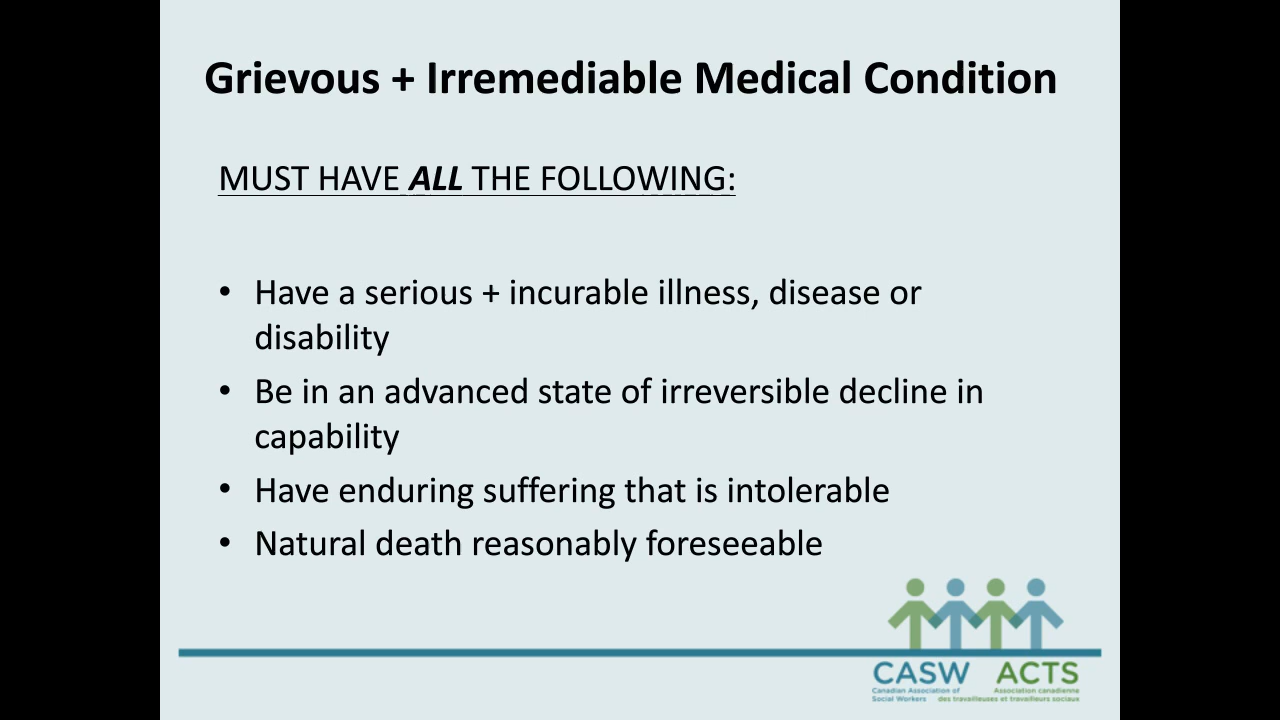 Grievous + Irremediable Medical Condition
MUST HAVE ALL THE FOLLOWING:
• Have a serious + incurable illness, disease or
disability
• Be in an advanced state of irreversible decline in
capability
• Have enduring suffering that is intolerable
• Natural death reasonably foreseeable
CASW ACTS
Canadian Association of Association canadienne
Social Workers des travailleuses et travailleurs sociaux